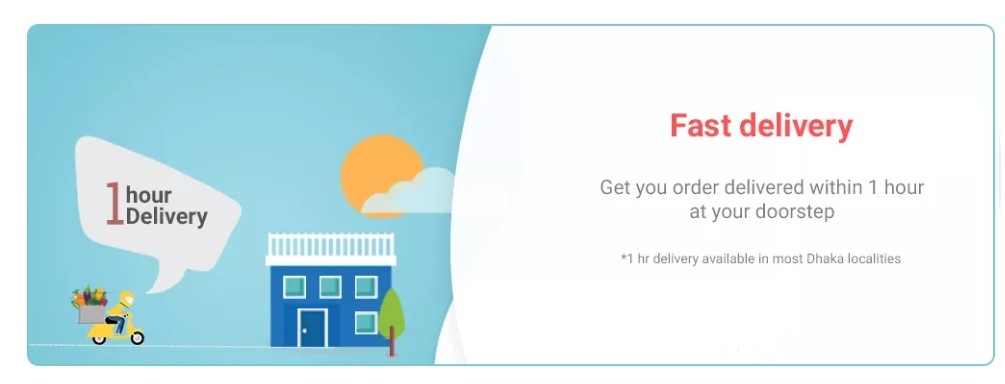 1 hour
Delivery
Fast delivery
Get you order delivered within 1 hour
at your doorstep
*1 hr delivery available in most Dhaka localities